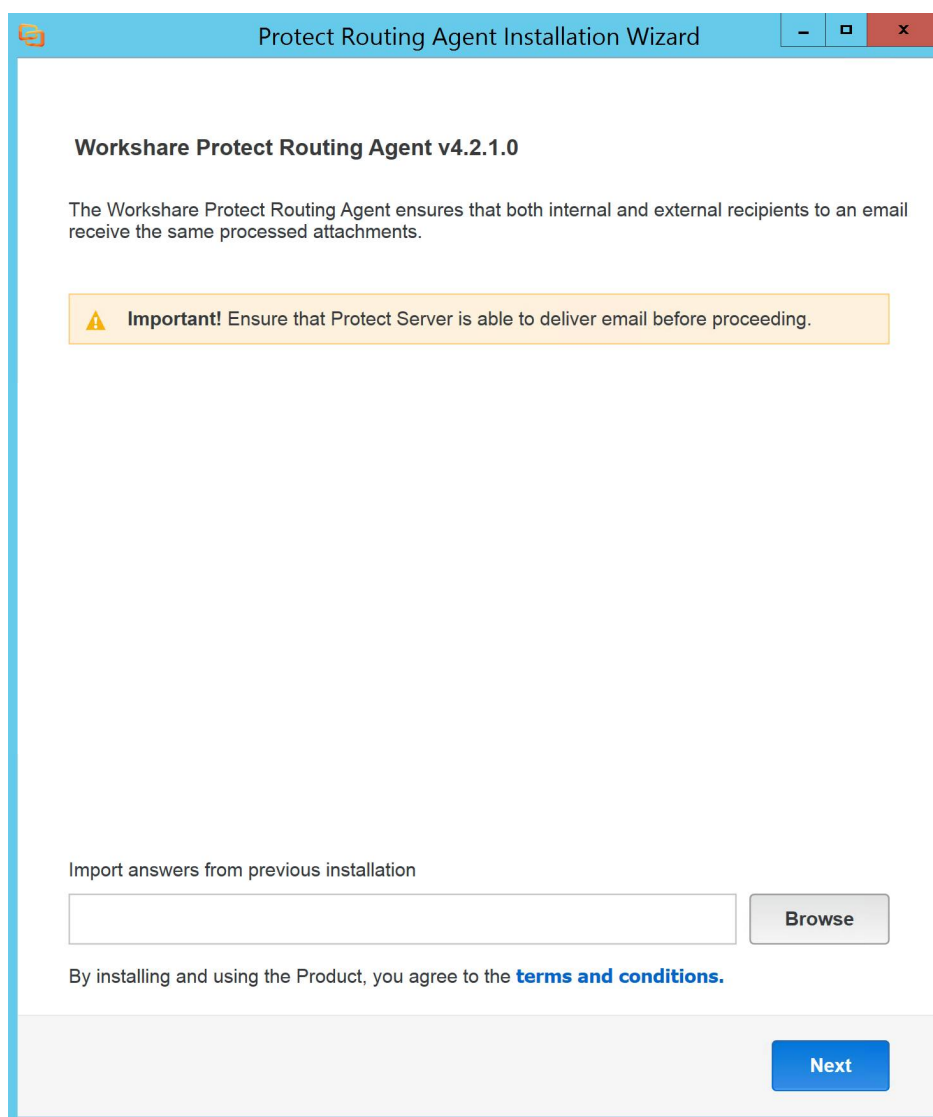 Protect Routing Agent Installation Wizard
Workshare Protect Routing Agent v4.2.1.0
The Workshare Protect Routing Agent ensures that both internal and external recipients to an email
receive the same processed attachments.
Important! Ensure that Protect Server is able to deliver email before proceeding.
Import answers from previous installation
Browse
By installing and using the Product, you agree to the terms and conditions.
Next